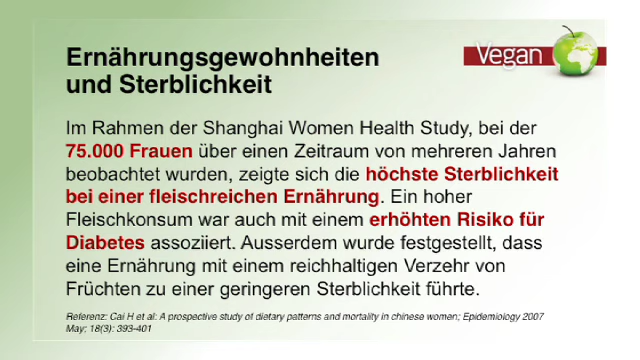 Ernährungsgewohnheiten
und Sterblichkeit
Vegan
Im Rahmen der Shanghai Women Health Study, bei der
75.000 Frauen über einen Zeitraum von mehreren Jahren
beobachtet wurden, zeigte sich die höchste Sterblichkeit
bei einer fleischreichen Ernährung. Ein hoher
Fleischkonsum war auch mit einem erhöhten Risiko für
Diabetes assoziiert. Ausserdem wurde festgestellt, dass
eine Ernährung mit einem reichhaltigen Verzehr von
Früchten zu einer geringeren Sterblichkeit führte.
Referenz: Cai H et al: A prospective study of dietary patterns and mortality in chinese women; Epidemiology 2007
May; 18(3): 393-401